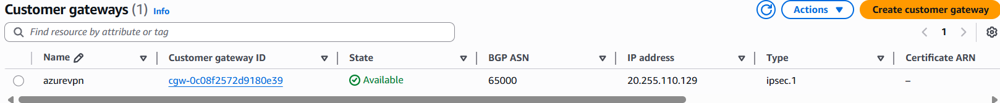 Customer gateways (1) Info Actions Create customer gateway
Find resource by attribute or tag 1
Name Customer gateway ID State BGP ASN IP address Type Certificate ARN
azurevpn cgw-0c08f2572d9180e39 Available 65000 20.255.110.129 ipsec.1 –